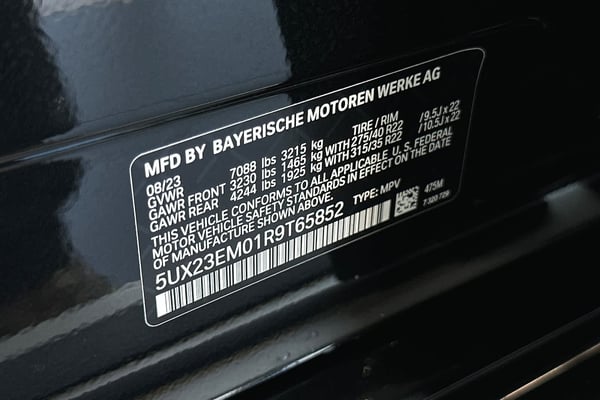 MFD BY BAYERISCHE MOTOREN WERKE AG
08/23 TIRE / RIM
GVWR 7088 lbs 3215 kg
GAWR FRONT 3230 lbs 1465 kg WITH 275/40 R22 / 9.5J x 22
GAWR REAR 4244 lbs 1925 kg WITH 315/35 R22 / 10.5J x 22
THIS VEHICLE CONFORMS TO ALL APPLICABLE U.S. FEDERAL
MOTOR VEHICLE SAFETY STANDARDS IN EFFECT ON THE DATE
OF MANUFACTURE SHOWN ABOVE.
5UX23EM01R9T65852 TYPE: MPV 475M
7 320 729